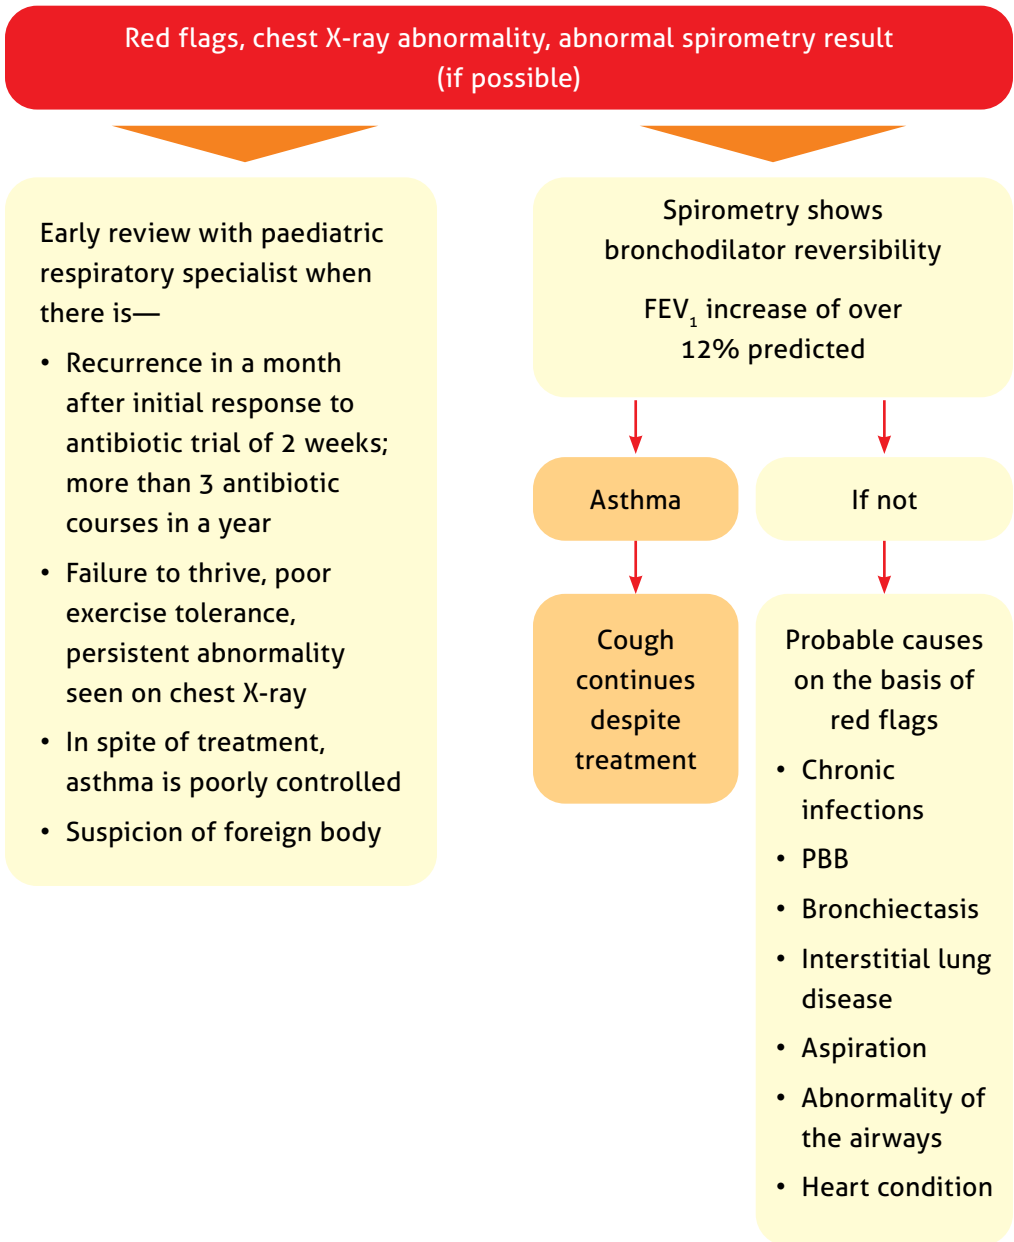 Red flags, chest X-ray abnormality, abnormal spirometry result
(if possible)
Early review with paediatric
respiratory specialist when
there is—
• Recurrence in a month
after initial response to
antibiotic trial of 2 weeks;
more than 3 antibiotic
courses in a year
• Failure to thrive, poor
exercise tolerance,
persistent abnormality
seen on chest X-ray
• In spite of treatment,
asthma is poorly controlled
• Suspicion of foreign body
Spirometry shows
bronchodilator reversibility
FEV₁ increase of over
12% predicted
Asthma
Cough
continues
despite
treatment
If not
Probable causes
on the basis of
red flags
• Chronic
infections
• PBB
• Bronchiectasis
• Interstitial lung
disease
• Aspiration
• Abnormality of
the airways
• Heart condition